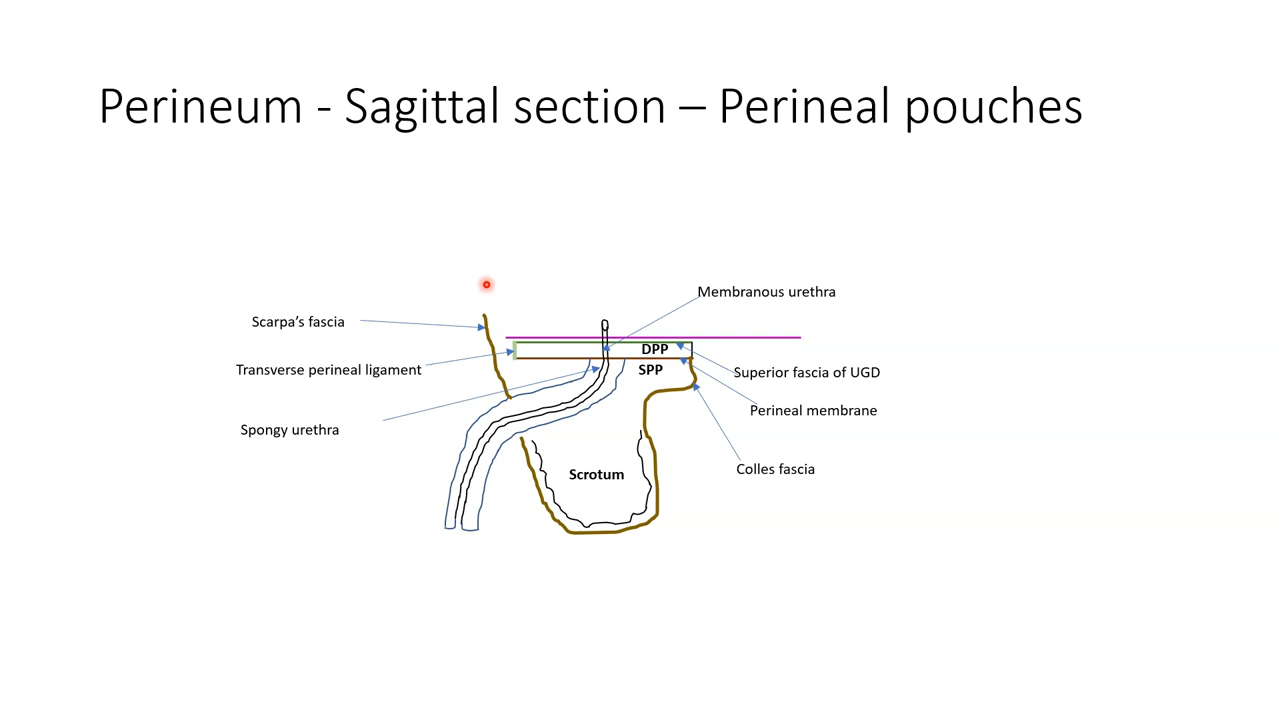 Perineum - Sagittal section – Perineal pouches
Membranous urethra
Scarpa’s fascia
DPP
Transverse perineal ligament
SPP
Superior fascia of UGD
Perineal membrane
Spongy urethra
Colles fascia
Scrotum